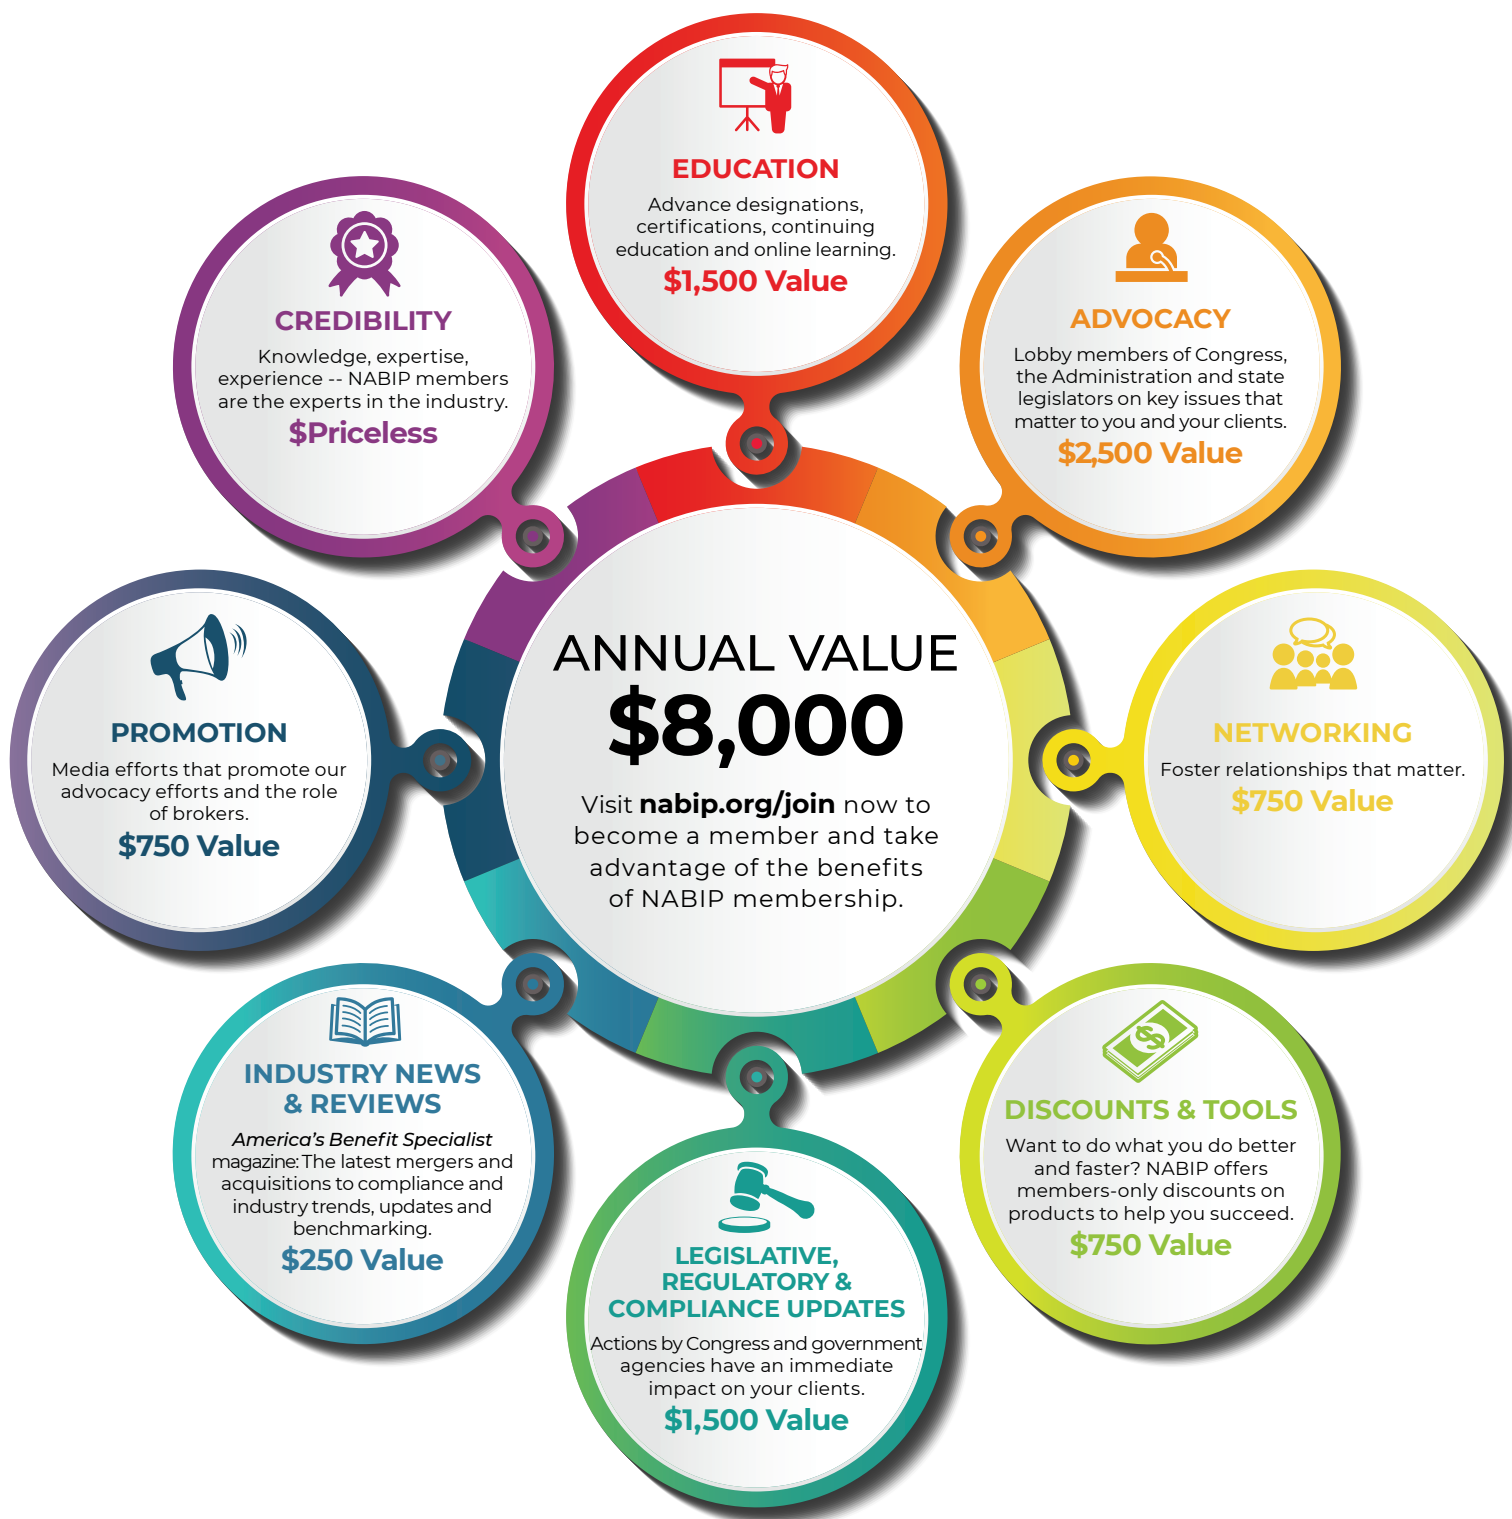 EDUCATION
Advance designations,
certifications, continuing
education and online learning.
$1,500 Value
ADVOCACY
Lobby members of Congress,
the Administration and state
legislators on key issues that
matter to you and your clients.
$2,500 Value
NETWORKING
Foster relationships that matter.
$750 Value
DISCOUNTS & TOOLS
Want to do what you do better
and faster? NABIP offers
members-only discounts on
products to help you succeed.
$750 Value
LEGISLATIVE,
REGULATORY &
COMPLIANCE UPDATES
Actions by Congress and government
agencies have an immediate
impact on your clients.
$1,500 Value
INDUSTRY NEWS
& REVIEWS
America's Benefit Specialist
magazine: The latest mergers and
acquisitions to compliance and
industry trends, updates and
benchmarking.
$250 Value
PROMOTION
Media efforts that promote our
advocacy efforts and the role
of brokers.
$750 Value
CREDIBILITY
Knowledge, expertise,
experience -- NABIP members
are the experts in the industry.
$Priceless
ANNUAL VALUE
$8,000
Visit nabip.org/join now to
become a member and take
advantage of the benefits
of NABIP membership.
$